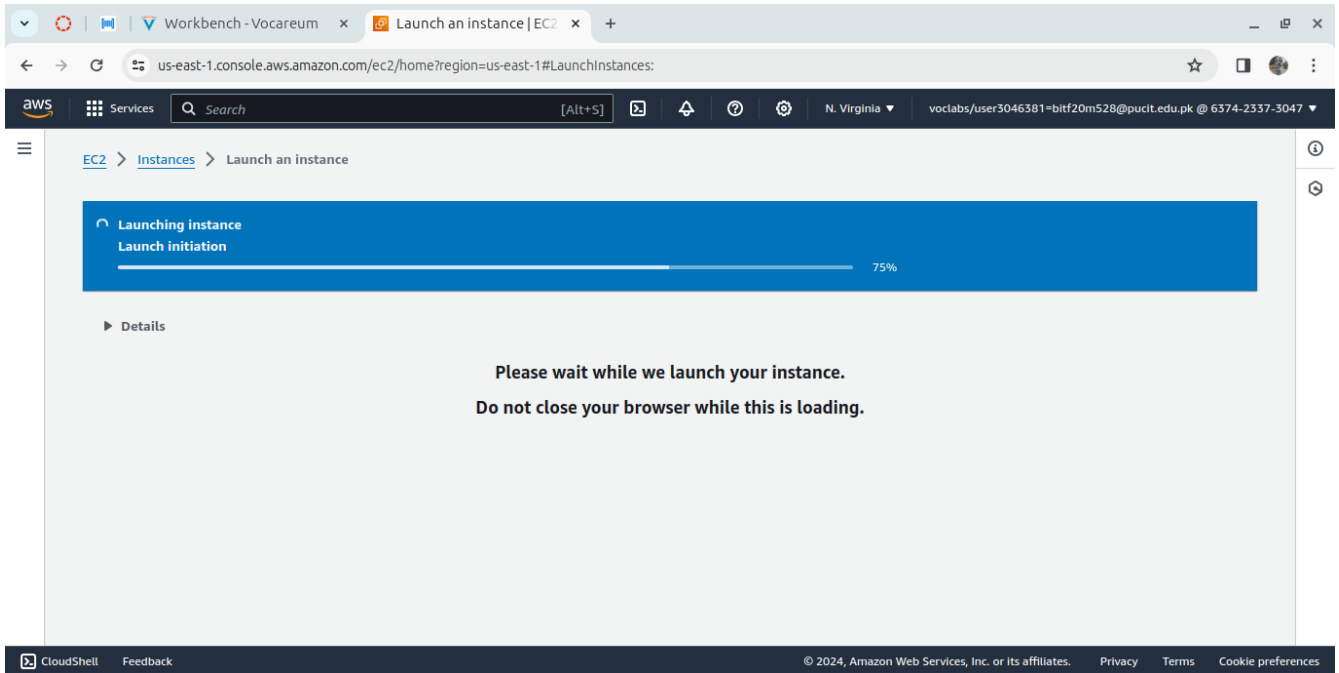 Workbench - Vocareum
Launch an instance | EC2
us-east-1.console.aws.amazon.com/ec2/home?region=us-east-1#LaunchInstances:
aws
Services
Search
[Alt+S]
N. Virginia
voclabs/user3046381=bitf20m528@pucit.edu.pk @ 6374-2337-3047
EC2 > Instances > Launch an instance
Launching instance
Launch initiation
75%
Details
Please wait while we launch your instance.
Do not close your browser while this is loading.
CloudShell
Feedback
© 2024, Amazon Web Services, Inc. or its affiliates.
Privacy
Terms
Cookie preferences